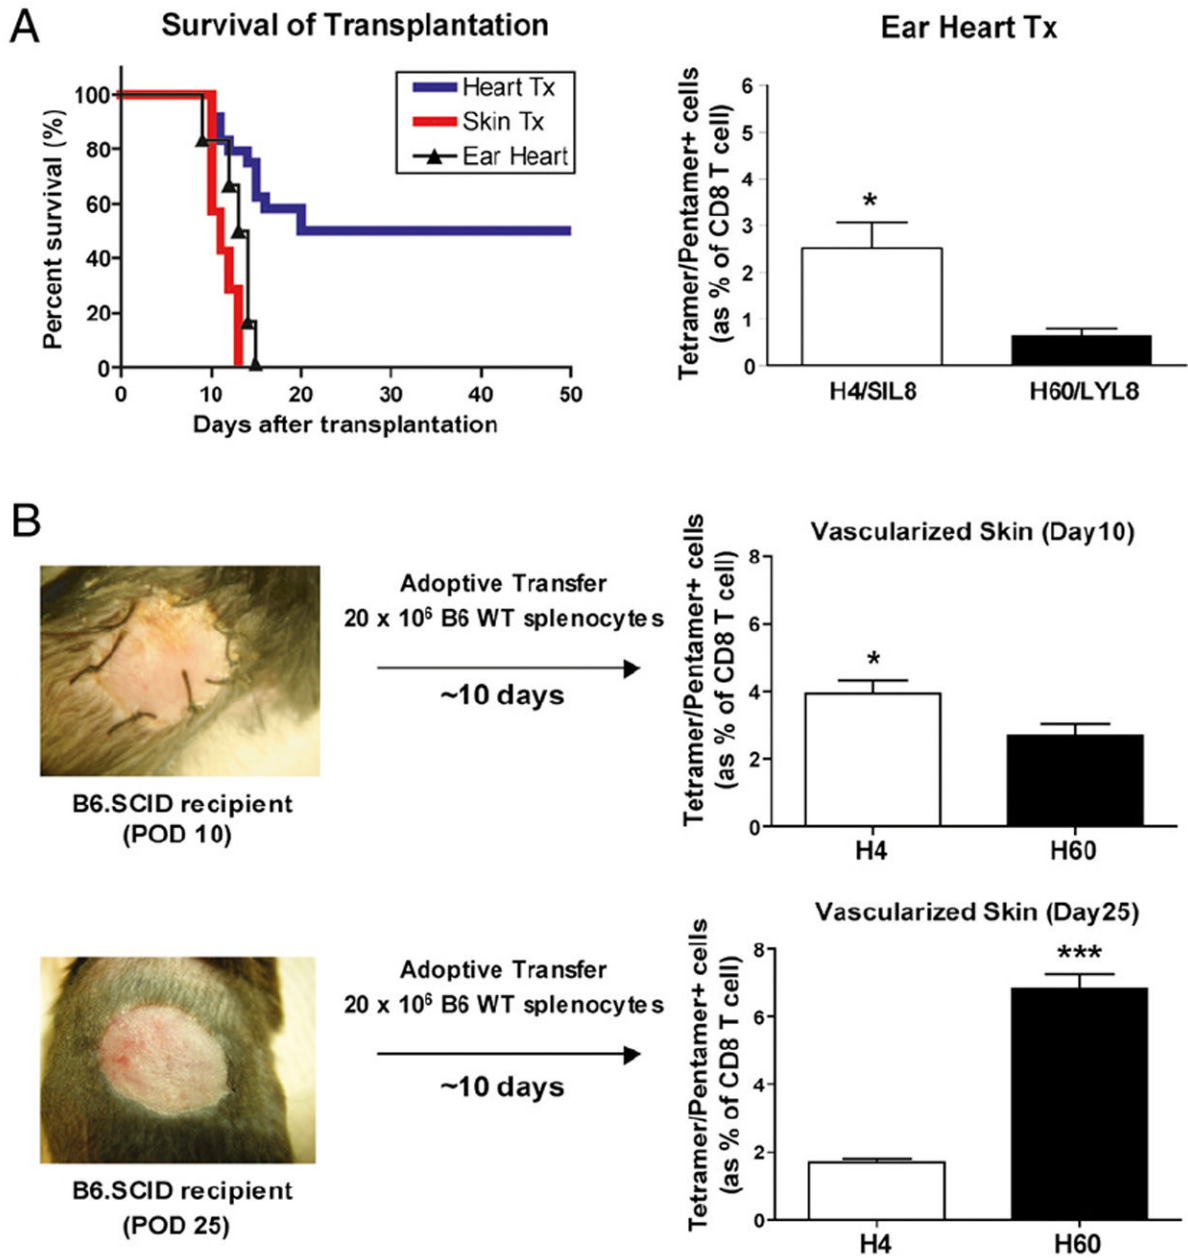 A
Survival of Transplantation
Percent survival (%)
100
80
60
40
20
0
Heart Tx
Skin Tx
Ear Heart
0 10 20 30 40 50
Days after transplantation
Ear Heart Tx
Tetramer/Pentamer+ cells
(as % of CD8 T cell)
6
5
4
3
2
1
0
*
H4/SIL8 H60/LYL8
B
B6.SCID recipient
(POD 10)
Adoptive Transfer
20 x 10⁶ B6 WT splenocytes
~10 days
Vascularized Skin (Day10)
Tetramer/Pentamer+ cells
(as % of CD8 T cell)
8
6
4
2
0
*
H4 H60
B6.SCID recipient
(POD 25)
Adoptive Transfer
20 x 10⁶ B6 WT splenocytes
~10 days
Vascularized Skin (Day25)
Tetramer/Pentamer+ cells
(as % of CD8 T cell)
8
6
4
2
0
***
H4 H60